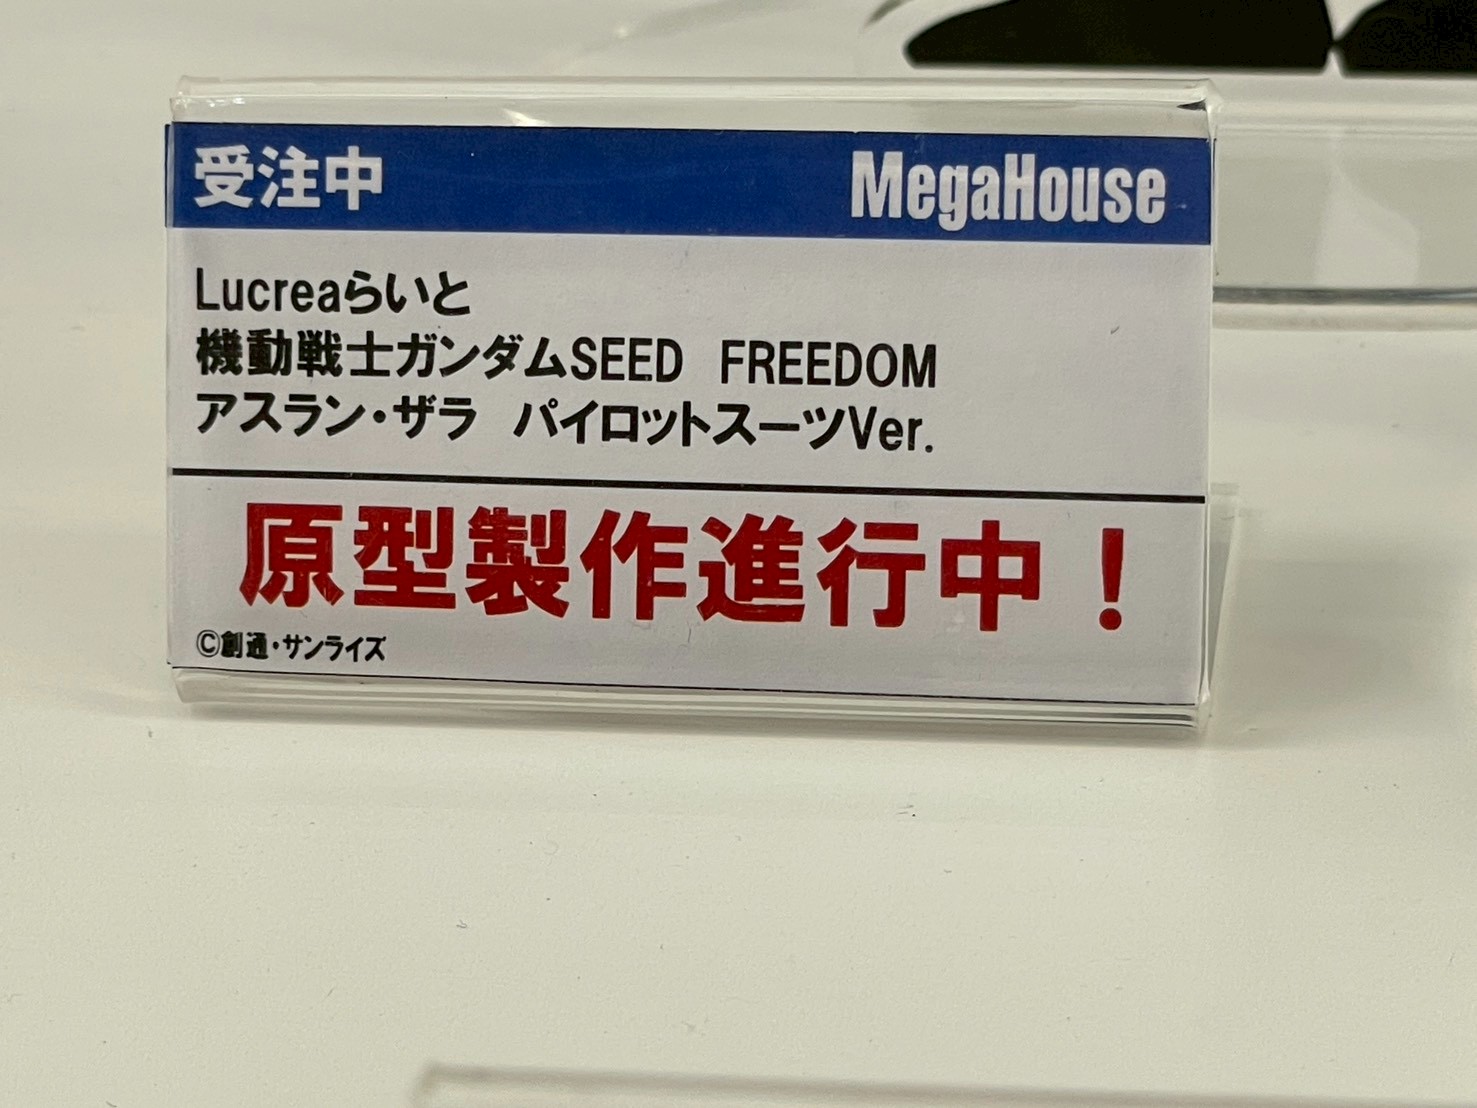 受注中 MegaHouse
Lucreaらいと
機動戦士ガンダムSEED FREEDOM
アスラン・ザラ パイロットスーツVer.
原型製作進行中！
©創通・サンライズ